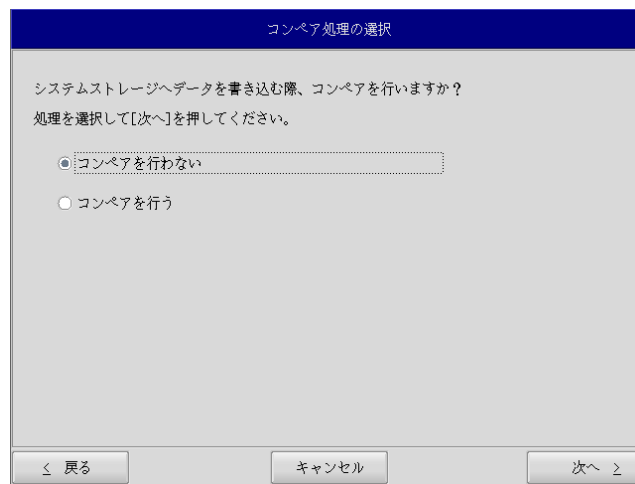 コンペア処理の選択
システムストレージへデータを書き込む際、コンペアを行いますか？
処理を選択して[次へ]を押してください。
コンペアを行わない
コンペアを行う
< 戻る
キャンセル
次へ >